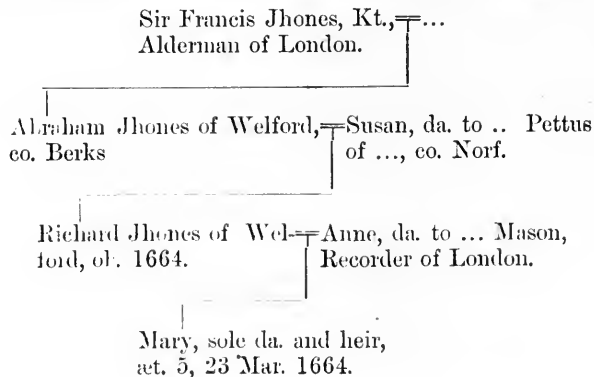 Sir Francis Jhones, Kt.,=...
Alderman of London.
Abraham Jhones of Welford,=Susan, da. to .. Pettus
co. Berks of ..., co. Norf.
Richard Jhones of Wel-=Anne, da. to ... Mason,
ford, ob. 1664. Recorder of London.
Mary, sole da. and heir,
æt. 5, 23 Mar. 1664.